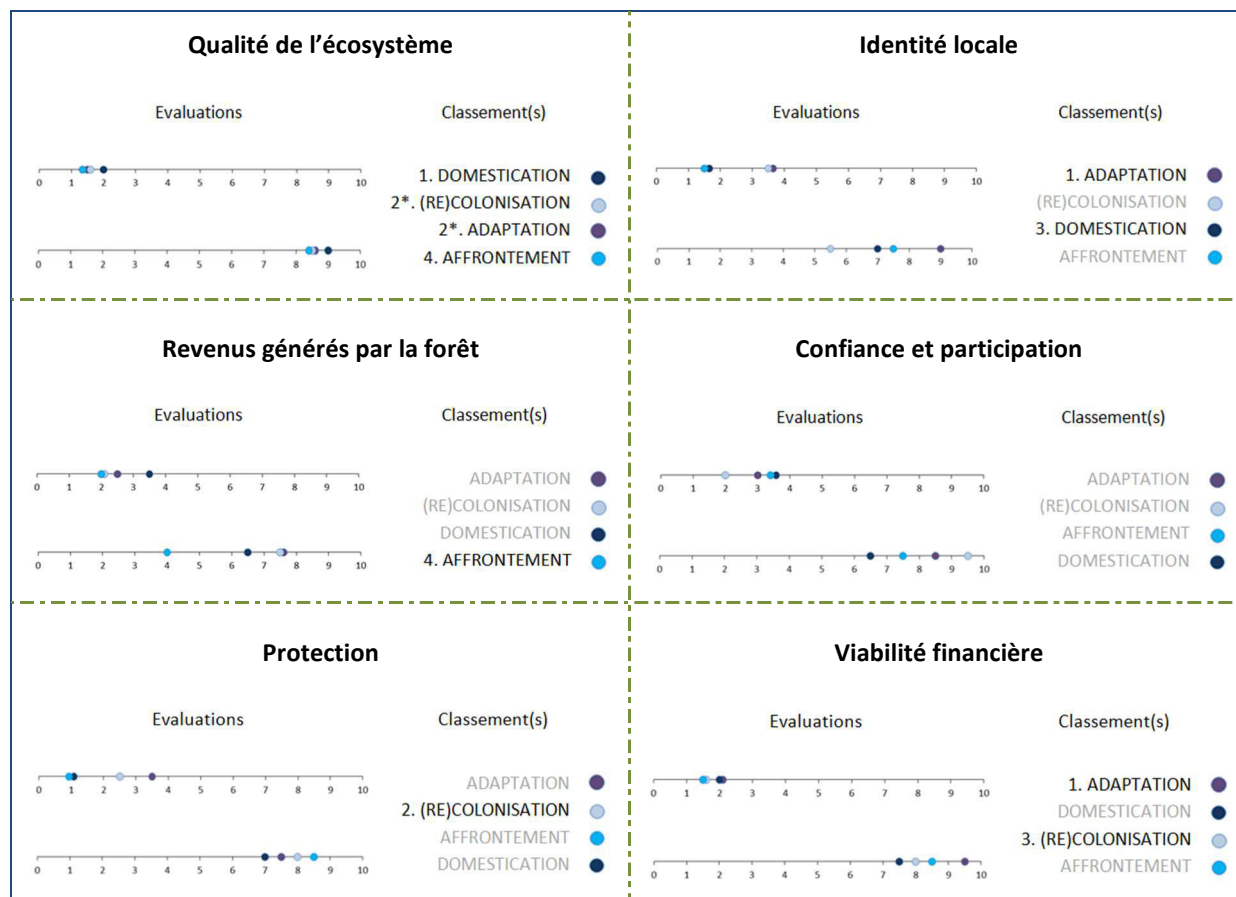 Qualité de l'écosystème
Evaluations
Classement(s)
0 1 2 3 4 5 6 7 8 9 10
1. DOMESTICATION
2*. (RE)COLONISATION
2*. ADAPTATION
4. AFFRONTEMENT
0 1 2 3 4 5 6 7 8 9 10
Identité locale
Evaluations
Classement(s)
0 1 2 3 4 5 6 7 8 9 10
1. ADAPTATION
(RE)COLONISATION
3. DOMESTICATION
AFFRONTEMENT
0 1 2 3 4 5 6 7 8 9 10
Revenus générés par la forêt
Evaluations
Classement(s)
0 1 2 3 4 5 6 7 8 9 10
ADAPTATION
(RE)COLONISATION
DOMESTICATION
4. AFFRONTEMENT
0 1 2 3 4 5 6 7 8 9 10
Confiance et participation
Evaluations
Classement(s)
0 1 2 3 4 5 6 7 8 9 10
ADAPTATION
(RE)COLONISATION
AFFRONTEMENT
DOMESTICATION
0 1 2 3 4 5 6 7 8 9 10
Protection
Evaluations
Classement(s)
0 1 2 3 4 5 6 7 8 9 10
ADAPTATION
2. (RE)COLONISATION
AFFRONTEMENT
DOMESTICATION
0 1 2 3 4 5 6 7 8 9 10
Viabilité financière
Evaluations
Classement(s)
0 1 2 3 4 5 6 7 8 9 10
1. ADAPTATION
DOMESTICATION
3. (RE)COLONISATION
AFFRONTEMENT
0 1 2 3 4 5 6 7 8 9 10